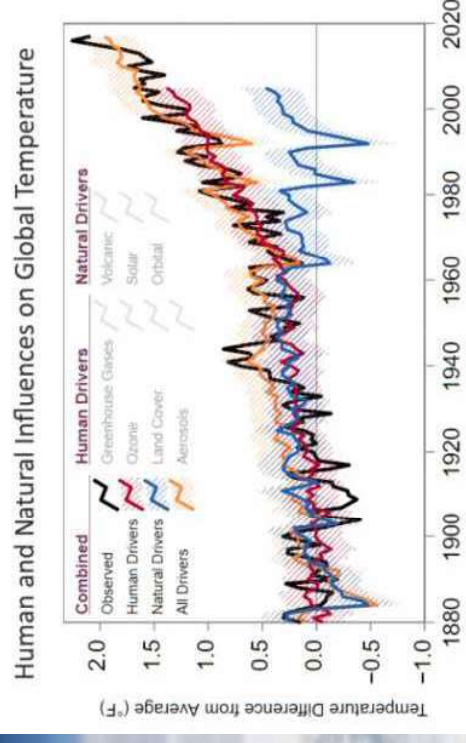 Human and Natural Influences on Global Temperature
Combined
Observed
Human Drivers
Natural Drivers
All Drivers
Human Drivers
Greenhouse Gases
Ozone
Land Cover
Aerosols
Natural Drivers
Volcanic
Solar
Orbital
Temperature Difference from Average (°F)
2.0
1.5
1.0
0.5
0.0
-0.5
-1.0
1880 1900 1920 1940 1960 1980 2000 2020